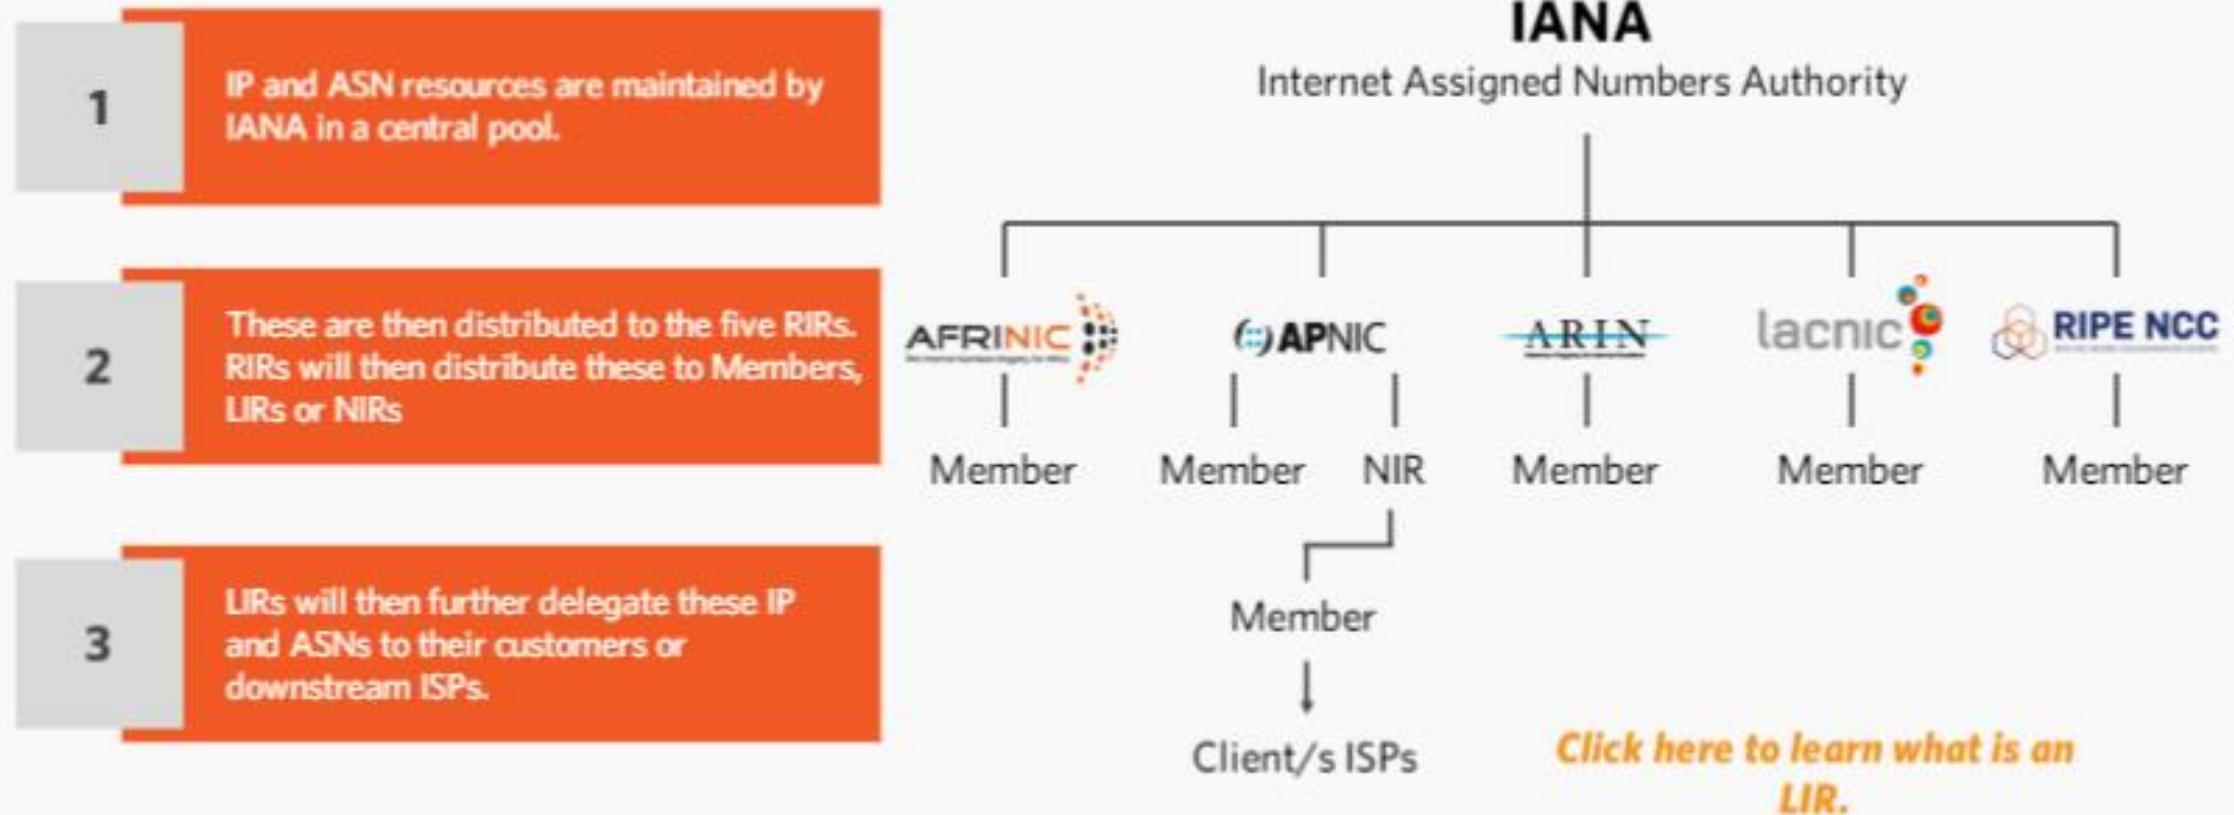 1
IP and ASN resources are maintained by
IANA in a central pool.
2
These are then distributed to the five RIRs.
RIRs will then distribute these to Members,
LIRs or NIRs
3
LIRs will then further delegate these IP
and ASNs to their customers or
downstream ISPs.
IANA
Internet Assigned Numbers Authority
AFRINIC
APNIC
ARIN
lacnic
RIPE NCC
Member
Member
NIR
Member
Member
Member
Member
Client/s ISPs
Click here to learn what is an
LIR.